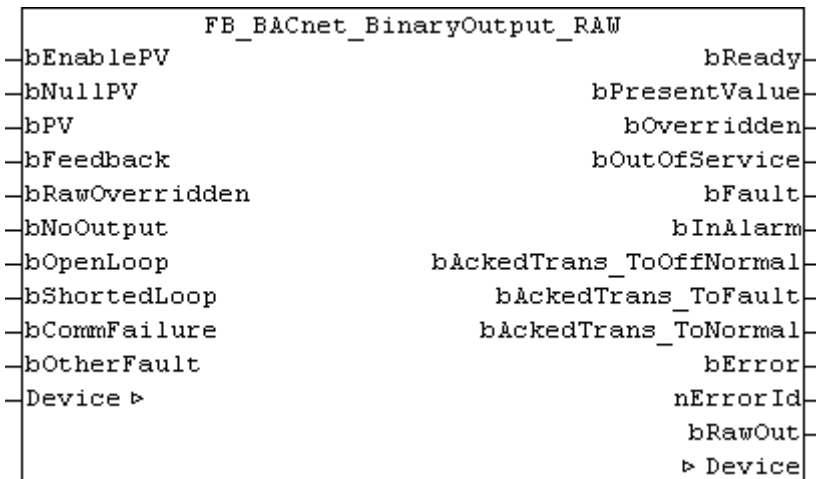 FB_BACnet_BinaryOutput_RAW
bEnablePV bReady
bNullPV bPresentValue
bPV bOverridden
bFeedback bOutOfService
bRawOverridden bFault
bNoOutput bInAlarm
bOpenLoop bAckedTrans_ToOffNormal
bShortedLoop bAckedTrans_ToFault
bCommFailure bAckedTrans_ToNormal
bOtherFault bError
Device ▷ nErrorId
bRawOut
▷ Device